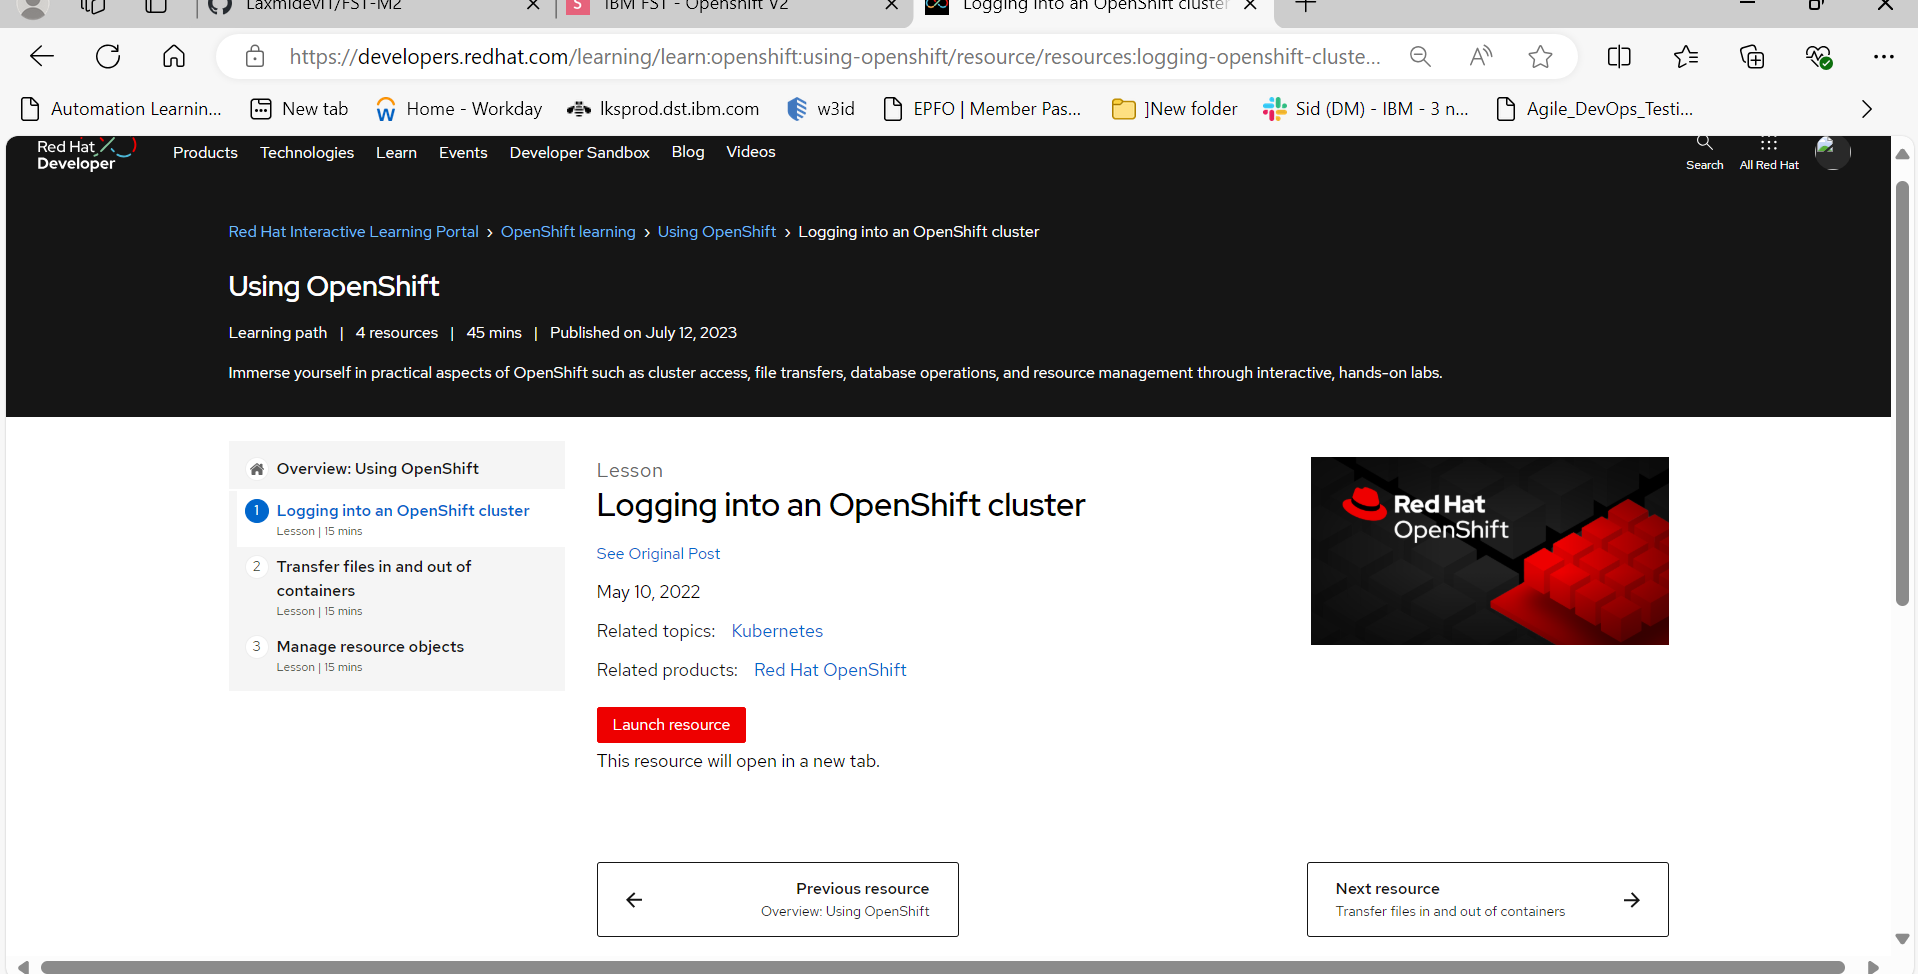 LaxmidevIT/FST-M2
S IBM FST - Openshift V2
Logging into an OpenShift cluster
https://developers.redhat.com/learning/learn:openshift:using-openshift/resource/resources:logging-openshift-cluste...
Automation Learnin...
New tab
Home - Workday
lksprod.dst.ibm.com
w3id
EPFO | Member Pas...
]New folder
Sid (DM) - IBM - 3 n...
Agile_DevOps_Testi...
Red Hat
Developer
Products Technologies Learn Events Developer Sandbox Blog Videos
Search
All Red Hat
Red Hat Interactive Learning Portal › OpenShift learning › Using OpenShift › Logging into an OpenShift cluster
Using OpenShift
Learning path | 4 resources | 45 mins | Published on July 12, 2023
Immerse yourself in practical aspects of OpenShift such as cluster access, file transfers, database operations, and resource management through interactive, hands-on labs.
Overview: Using OpenShift
1 Logging into an OpenShift cluster
Lesson | 15 mins
2 Transfer files in and out of
containers
Lesson | 15 mins
3 Manage resource objects
Lesson | 15 mins
Lesson
Logging into an OpenShift cluster
See Original Post
May 10, 2022
Related topics: Kubernetes
Related products: Red Hat OpenShift
Launch resource
This resource will open in a new tab.
Red Hat
OpenShift
Previous resource
Overview: Using OpenShift
Next resource
Transfer files in and out of containers